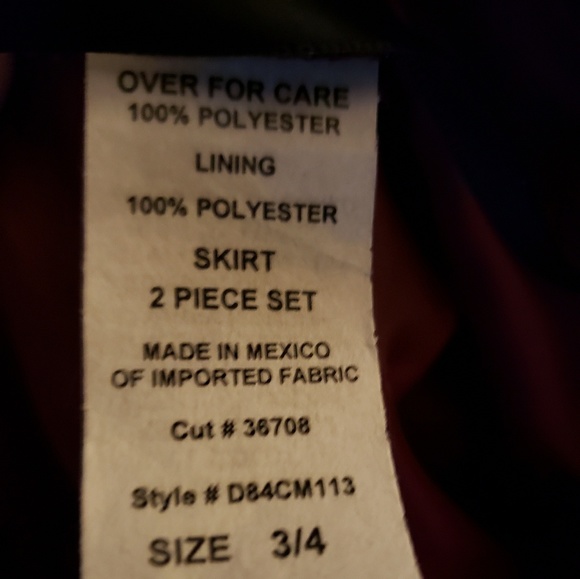 OVER FOR CARE
100% POLYESTER
LINING
100% POLYESTER
SKIRT
2 PIECE SET
MADE IN MEXICO
OF IMPORTED FABRIC
Cut # 36708
Style # D84CM113
SIZE 3/4